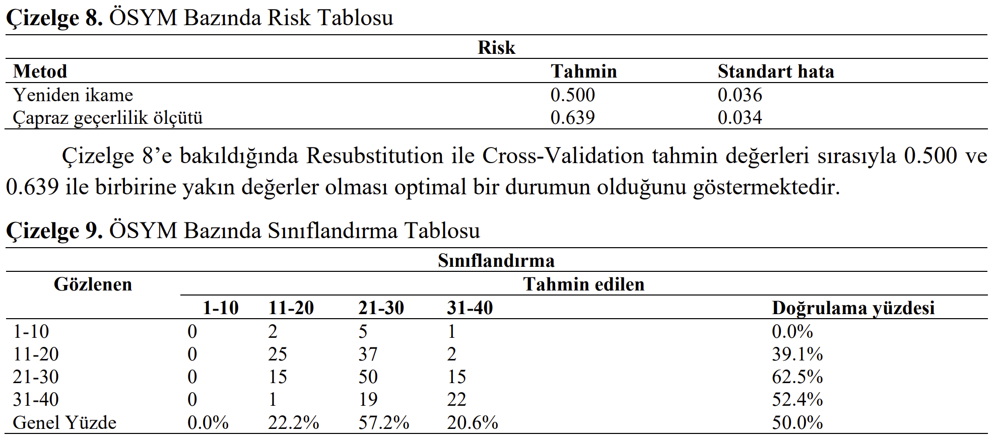 Çizelge 8. ÖSYM Bazında Risk Tablosu
Risk
Metod Tahmin Standart hata
Yeniden ikame 0.500 0.036
Çapraz geçerlilik ölçütü 0.639 0.034
Çizelge 8’e bakıldığında Resubstitution ile Cross-Validation tahmin değerleri sırasıyla 0.500 ve
0.639 ile birbirine yakın değerler olması optimal bir durumun olduğunu göstermektedir.
Çizelge 9. ÖSYM Bazında Sınıflandırma Tablosu
Sınıflandırma
Gözlenen Tahmin edilen
1-10 11-20 21-30 31-40 Doğrulama yüzdesi
1-10 0 2 5 1 0.0%
11-20 0 25 37 2 39.1%
21-30 0 15 50 15 62.5%
31-40 0 1 19 22 52.4%
Genel Yüzde 0.0% 22.2% 57.2% 20.6% 50.0%